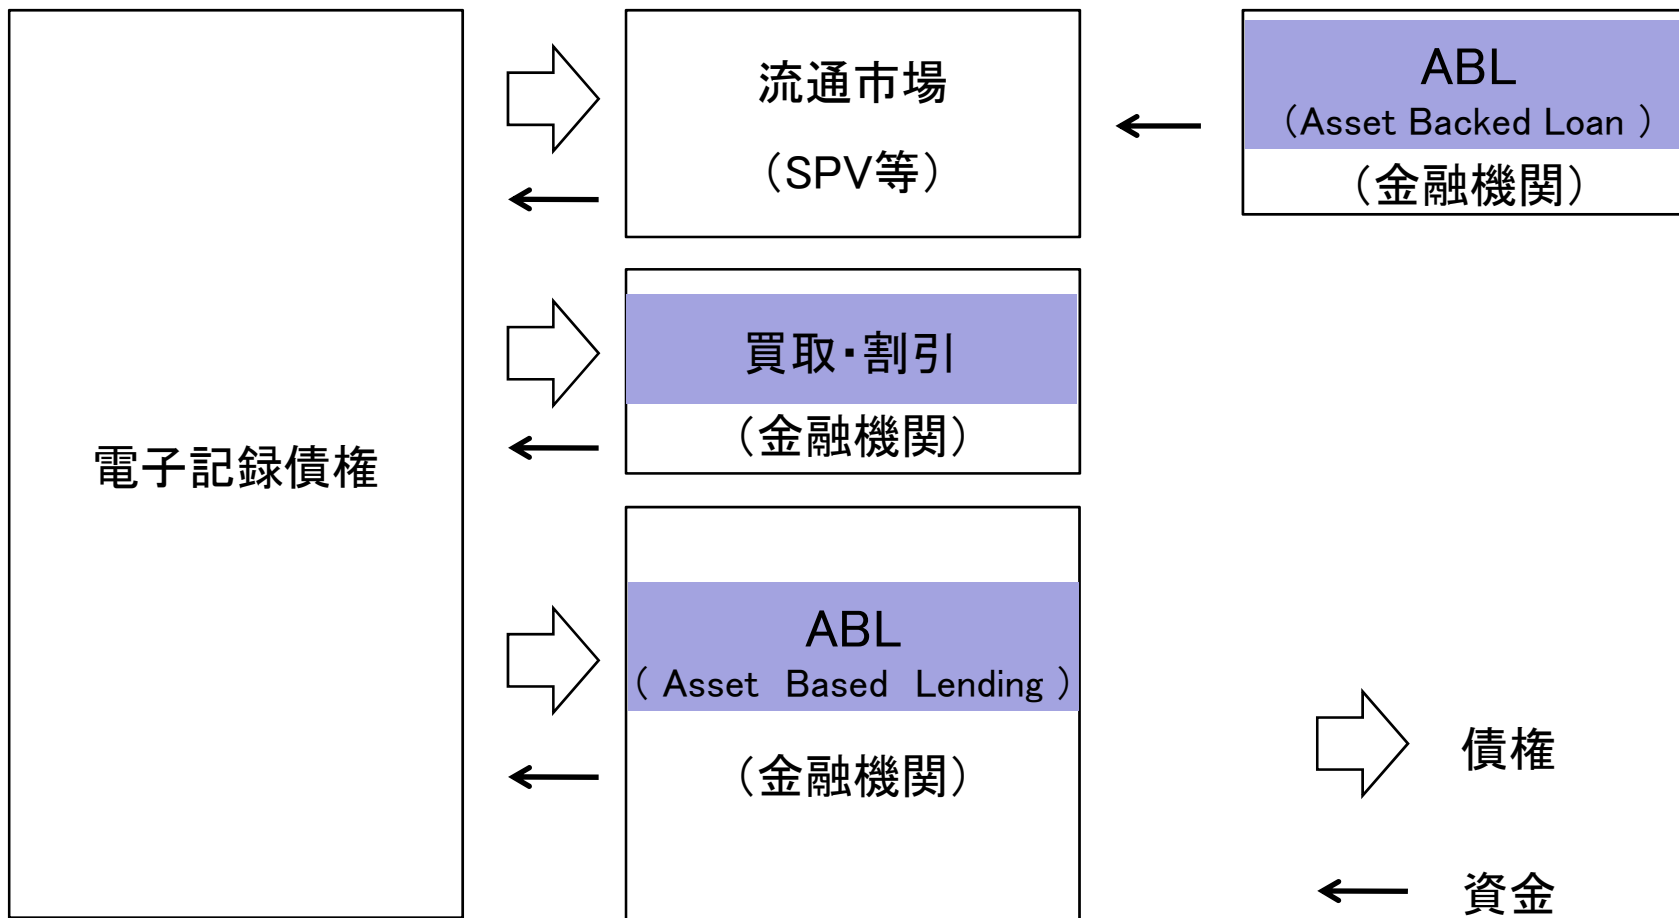 電子記録債権
流通市場
(SPV等)
ABL
(Asset Backed Loan )
(金融機関)
買取・割引
(金融機関)
ABL
( Asset Based Lending )
(金融機関)
債権
資金